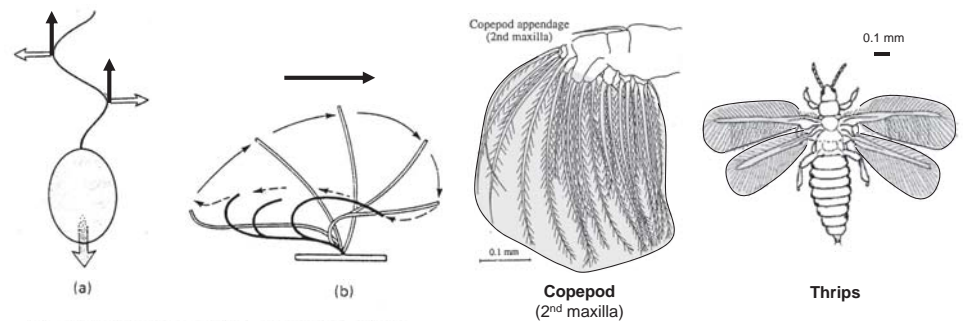 (a)
(b)
Copepod appendage
(2nd maxilla)
0.1 mm
Copepod
(2nd maxilla)
0.1 mm
Thrips